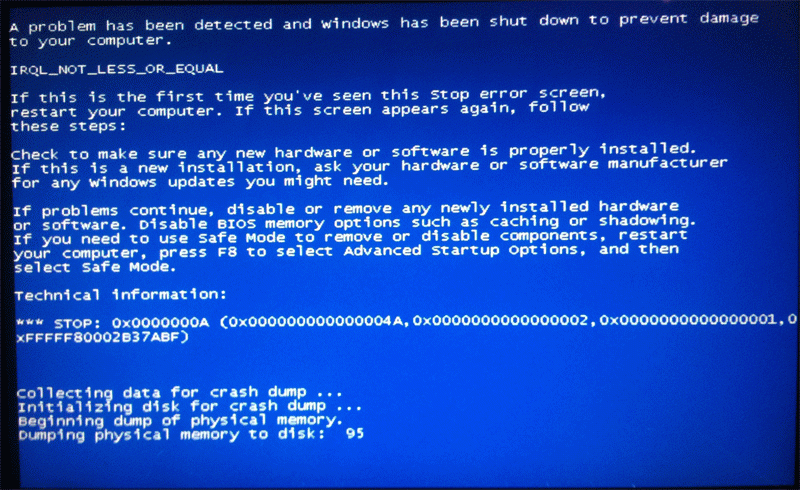 A problem has been detected and Windows has been shut down to prevent damage
to your computer.
IRQL_NOT_LESS_OR_EQUAL
If this is the first time you've seen this Stop error screen,
restart your computer. If this screen appears again, follow
these steps:
Check to make sure any new hardware or software is properly installed.
If this is a new installation, ask your hardware or software manufacturer
for any Windows updates you might need.
If problems continue, disable or remove any newly installed hardware
or software. Disable BIOS memory options such as caching or shadowing.
If you need to use Safe Mode to remove or disable components, restart
your computer, press F8 to select Advanced Startup Options, and then
select Safe Mode.
Technical information:
*** STOP: 0x0000000A (0x000000000000004A,0x0000000000000002,0x0000000000000001,0
xFFFFF80002B37ABF)
Collecting data for crash dump ...
Initializing disk for crash dump ...
Beginning dump of physical memory.
Dumping physical memory to disk:  95